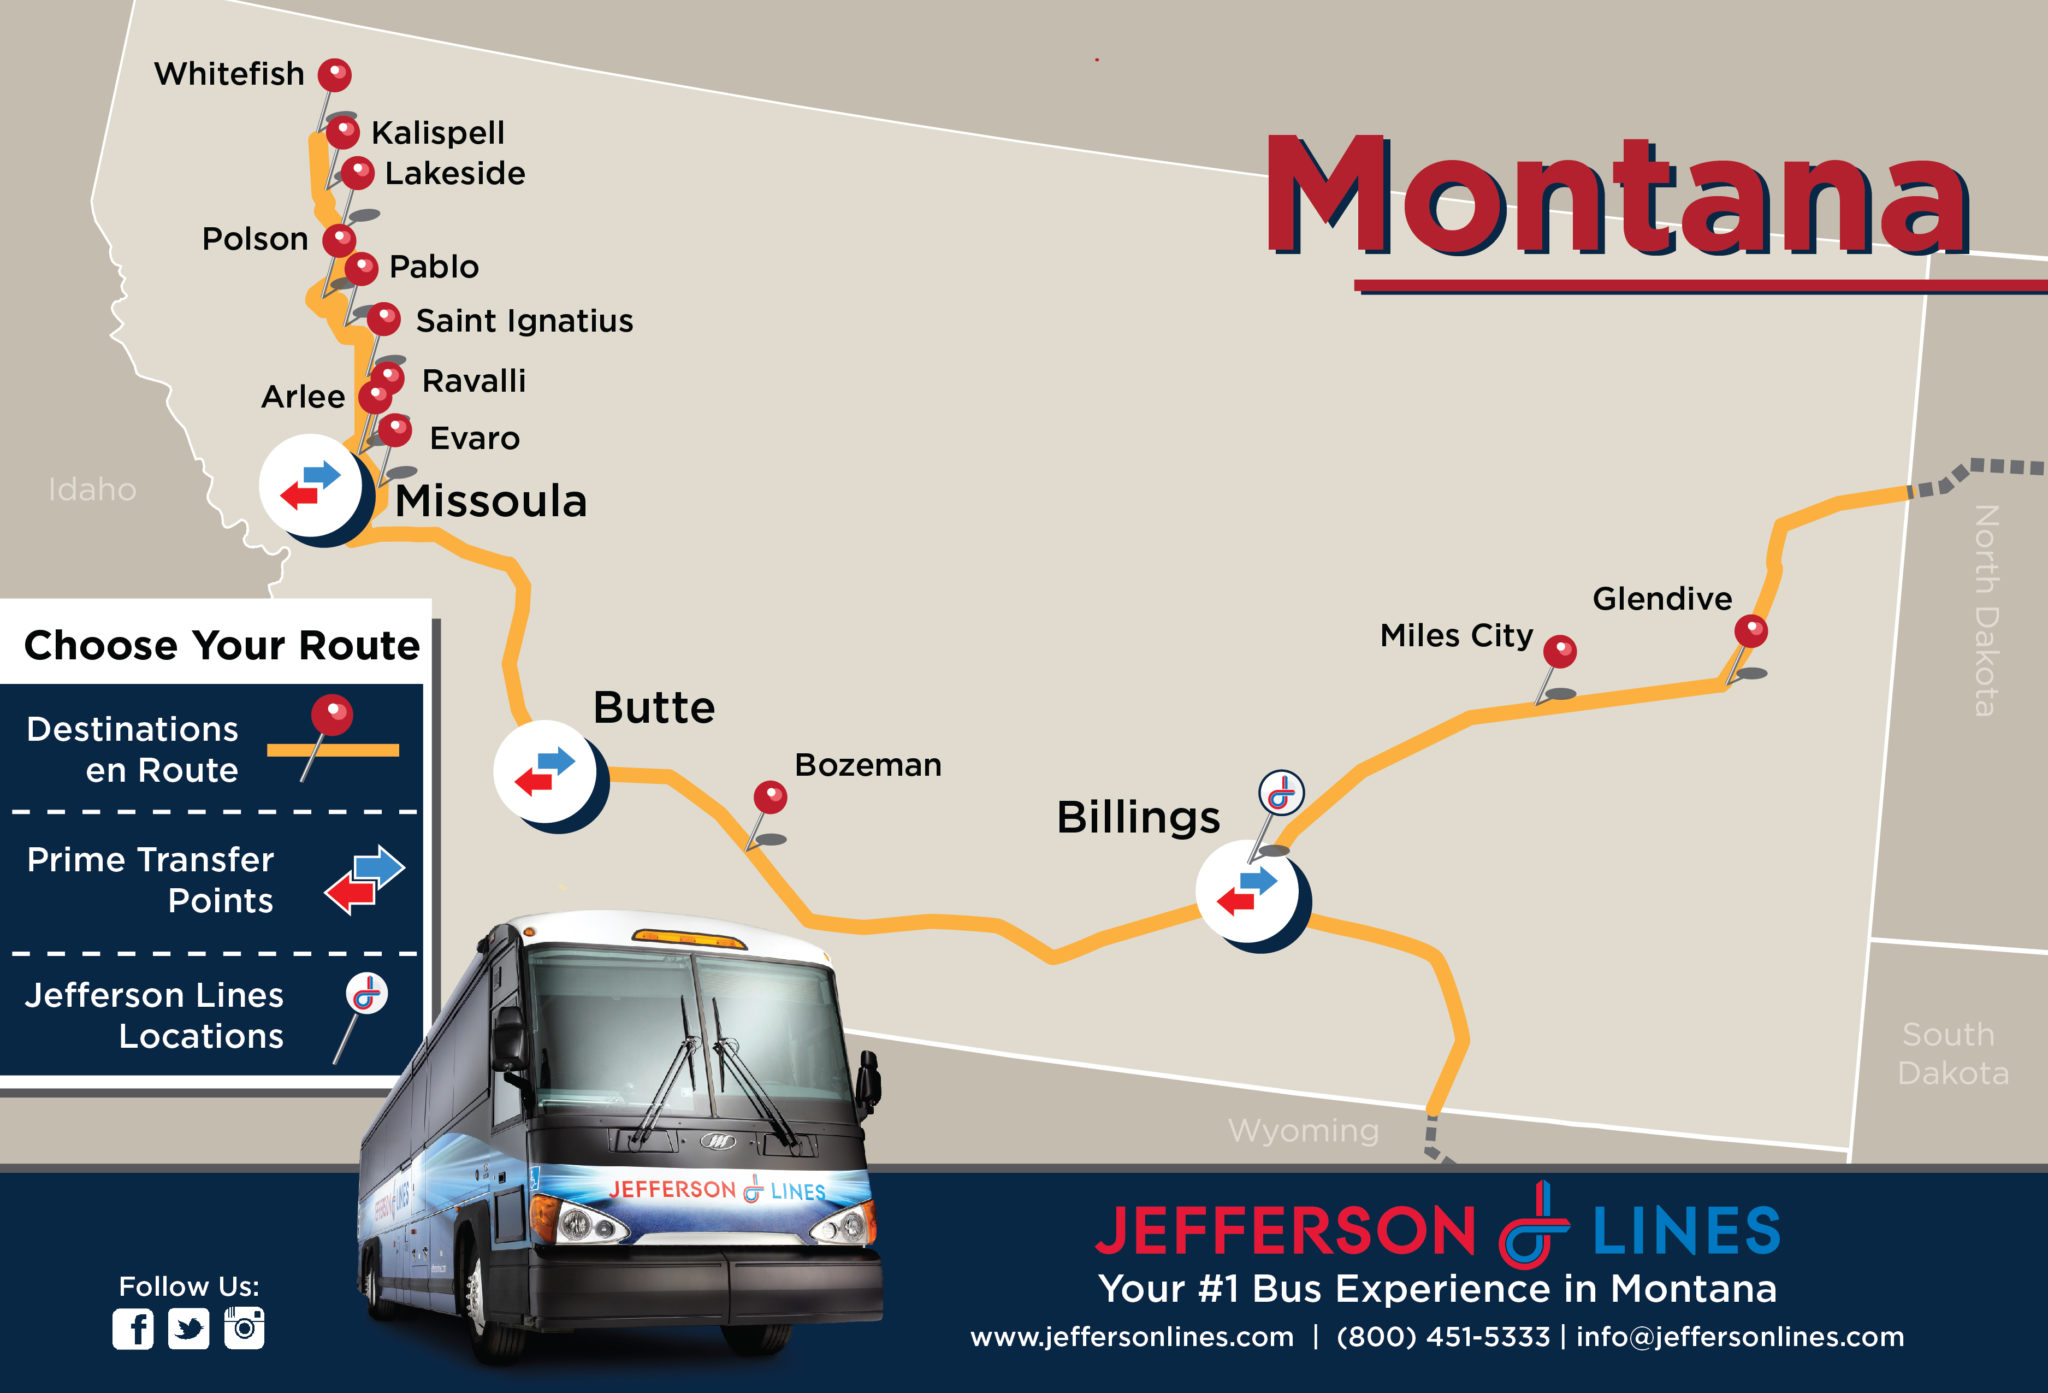 Montana
Whitefish
Kalispell
Lakeside
Polson
Pablo
Saint Ignatius
Ravalli
Arlee
Evaro
Missoula
Idaho
North Dakota
Glendive
Miles City
Butte
Bozeman
Billings
South
Dakota
Wyoming
Choose Your Route
Destinations
en Route
Prime Transfer
Points
Jefferson Lines
Locations
JEFFERSON LINES
JEFFERSON LINES
Follow Us:
JEFFERSON LINES
Your #1 Bus Experience in Montana
www.jeffersonlines.com | (800) 451-5333 | info@jeffersonlines.com